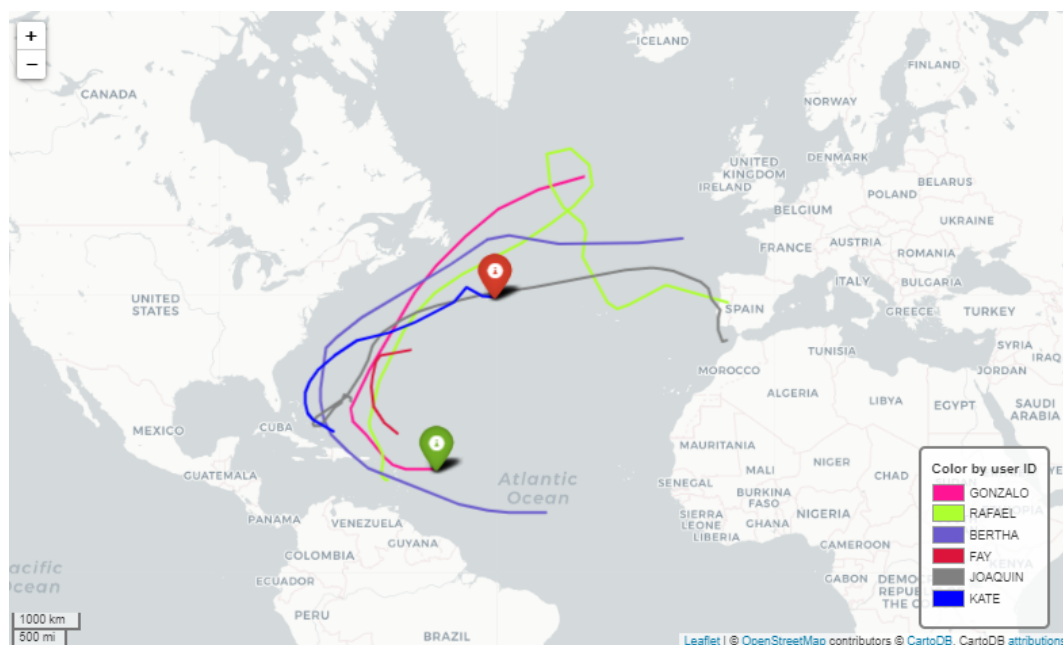 +
−
ICELAND
FINLAND
CANADA
NORWAY
UNITED
KINGDOM
DENMARK
IRELAND
BELARUS
POLAND
BELGIUM
UKRAINE
FRANCE
AUSTRIA
ROMANIA
ITALY
BULGARIA
UNITED
STATES
SPAIN
GREECE
TURKEY
SYRIA
TUNISIA
IRAQ
MOROCCO
JORDAN
ALGERIA
LIBYA
EGYPT
SAUDI
ARABIA
MEXICO
CUBA
MAURITANIA
GUATEMALA
Atlantic
Ocean
MALI
NIGER
SENEGAL
CHAD
BURKINA
FASO
PANAMA
VENEZUELA
SIERRA
LEONE
NIGERIA
GHANA
LIBERIA
GUYANA
COLOMBIA
CAMEROON
acific
cean
ECUADOR
GABON
PERU
BRAZIL
Color by user ID
GONZALO
RAFAEL
BERTHA
FAY
JOAQUIN
KATE
1000 km
500 mi
Leaflet | © OpenStreetMap contributors © CartoDB, CartoDB attributions